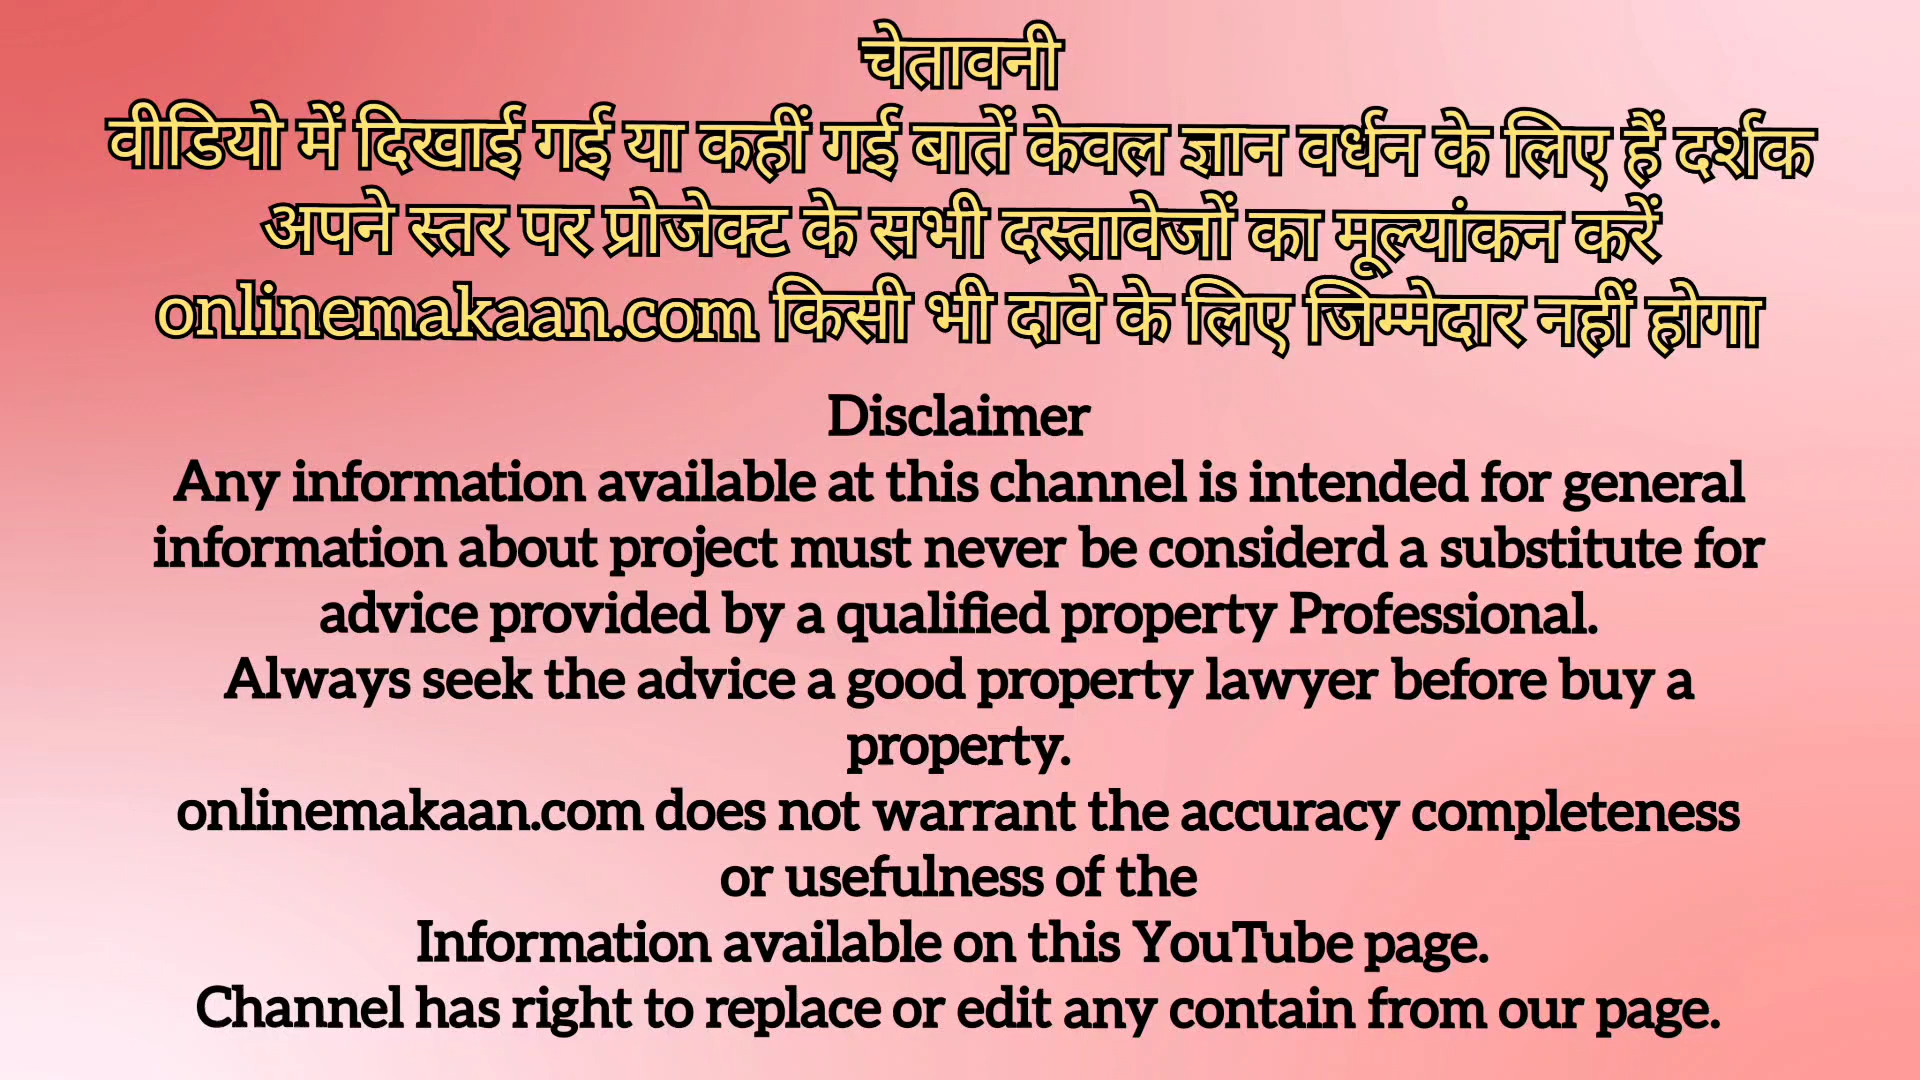 चेतावनी
वीडियो में दिखाई गई या कहीं गई बातें केवल ज्ञान वर्धन के लिए हैं दर्शक
अपने स्तर पर प्रोजेक्ट के सभी दस्तावेजों का मूल्यांकन करें
onlinemakaan.com किसी भी दावे के लिए जिम्मेदार नहीं होगा
Disclaimer
Any information available at this channel is intended for general
information about project must never be considerd a substitute for
advice provided by a qualified property Professional.
Always seek the advice a good property lawyer before buy a
property.
onlinemakaan.com does not warrant the accuracy completeness
or usefulness of the
Information available on this YouTube page.
Channel has right to replace or edit any contain from our page.